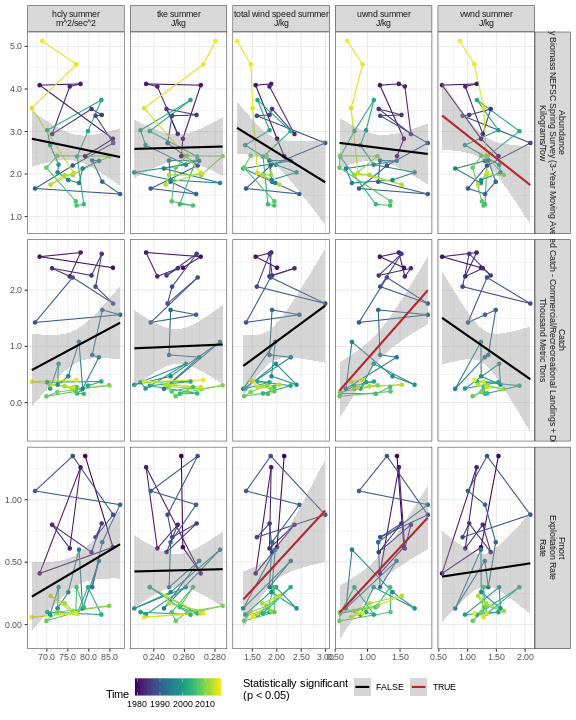 hcly summer
m^2/sec^2
tke summer
J/kg
total wind speed summer
J/kg
uwnd summer
J/kg
vwnd summer
J/kg
5.0
4.0
3.0
2.0
1.0
Abundance
y Biomass NEFSC Spring Survey (3-Year Moving Ave
Kilograms/Tow
2.0
1.0
0.0
Catch
ed Catch - Commercial/Recreational Landings + D
Thousand Metric Tons
1.00
0.50
0.00
Fmort
Exploitation Rate
Rate
70.0 75.0 80.0 85.0
0.240 0.260 0.280
1.50 2.00 2.50 3.00
0.50 1.00 1.50
0.50 1.00 1.50 2.00
Time
1980 1990 2000 2010
Statistically significant
(p < 0.05)
FALSE
TRUE